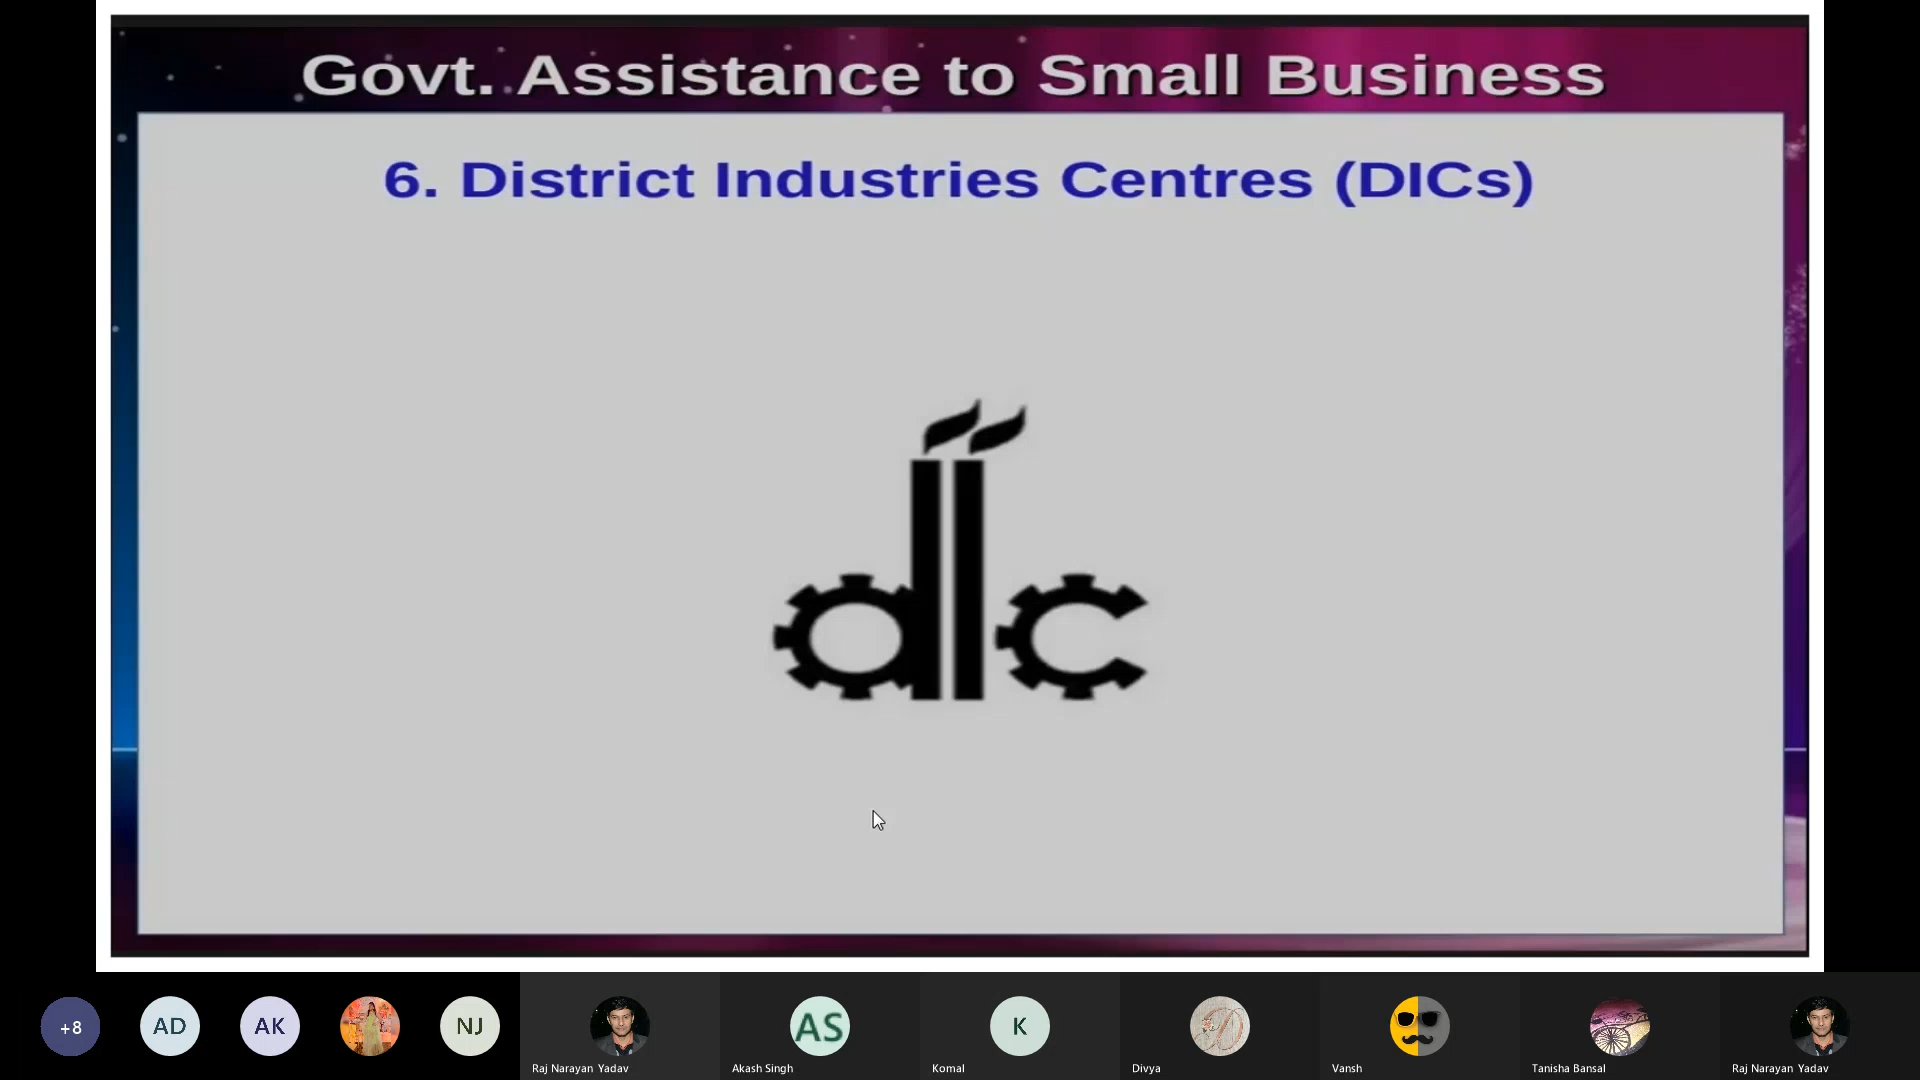 Govt. Assistance to Small Business
6. District Industries Centres (DICs)
dic
+8
AD
AK
NJ
Raj Narayan Yadav
AS
Akash Singh
K
Komal
D
Divya
Vansh
Tanisha Bansal
Raj Narayan Yadav